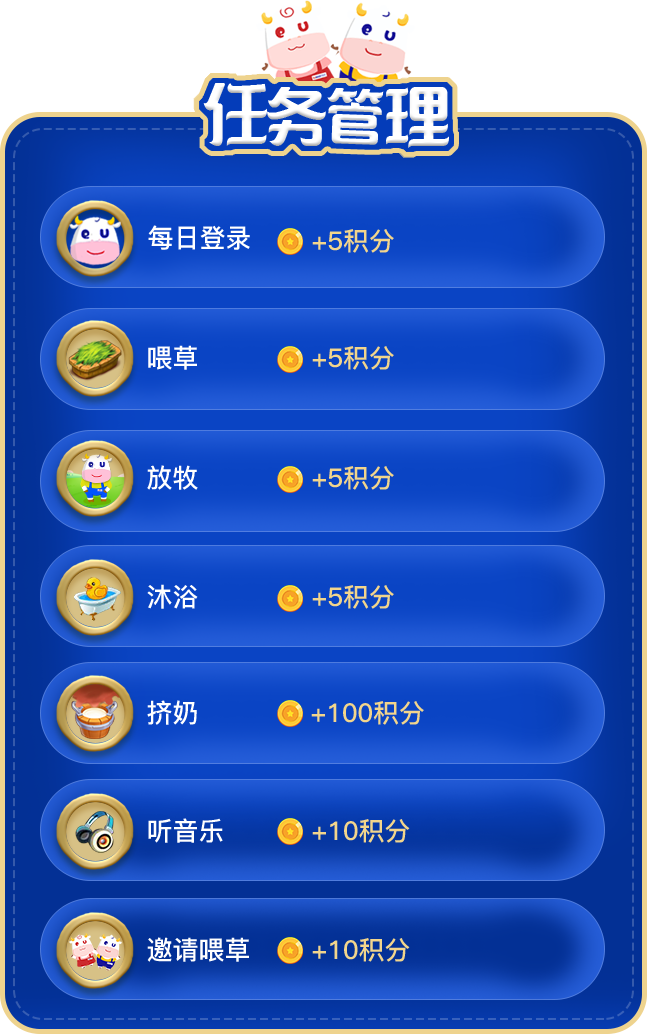 任务管理
每日登录 +5积分
喂草 +5积分
放牧 +5积分
沐浴 +5积分
挤奶 +100积分
听音乐 +10积分
邀请喂草 +10积分